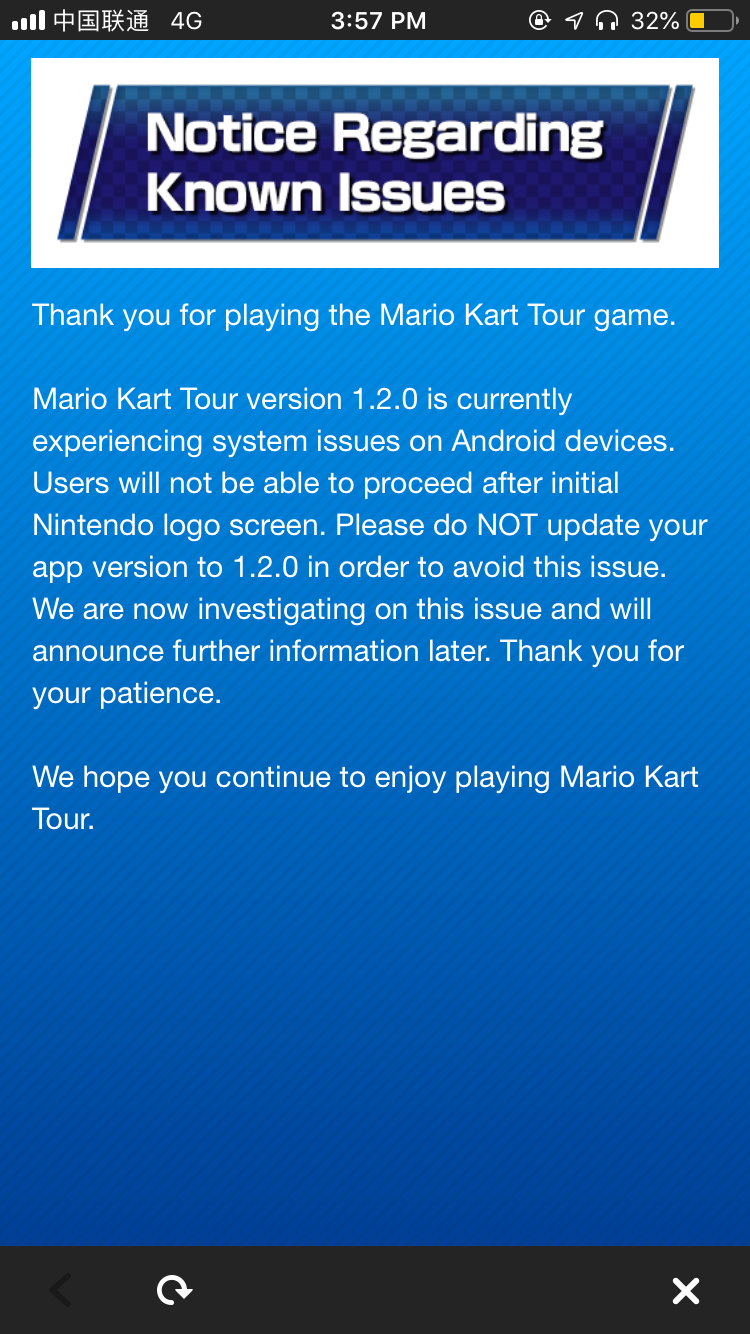 中国联通 4G 3:57 PM 32%
Notice Regarding
Known Issues
Thank you for playing the Mario Kart Tour game.
Mario Kart Tour version 1.2.0 is currently
experiencing system issues on Android devices.
Users will not be able to proceed after initial
Nintendo logo screen. Please do NOT update your
app version to 1.2.0 in order to avoid this issue.
We are now investigating on this issue and will
announce further information later. Thank you for
your patience.
We hope you continue to enjoy playing Mario Kart
Tour.